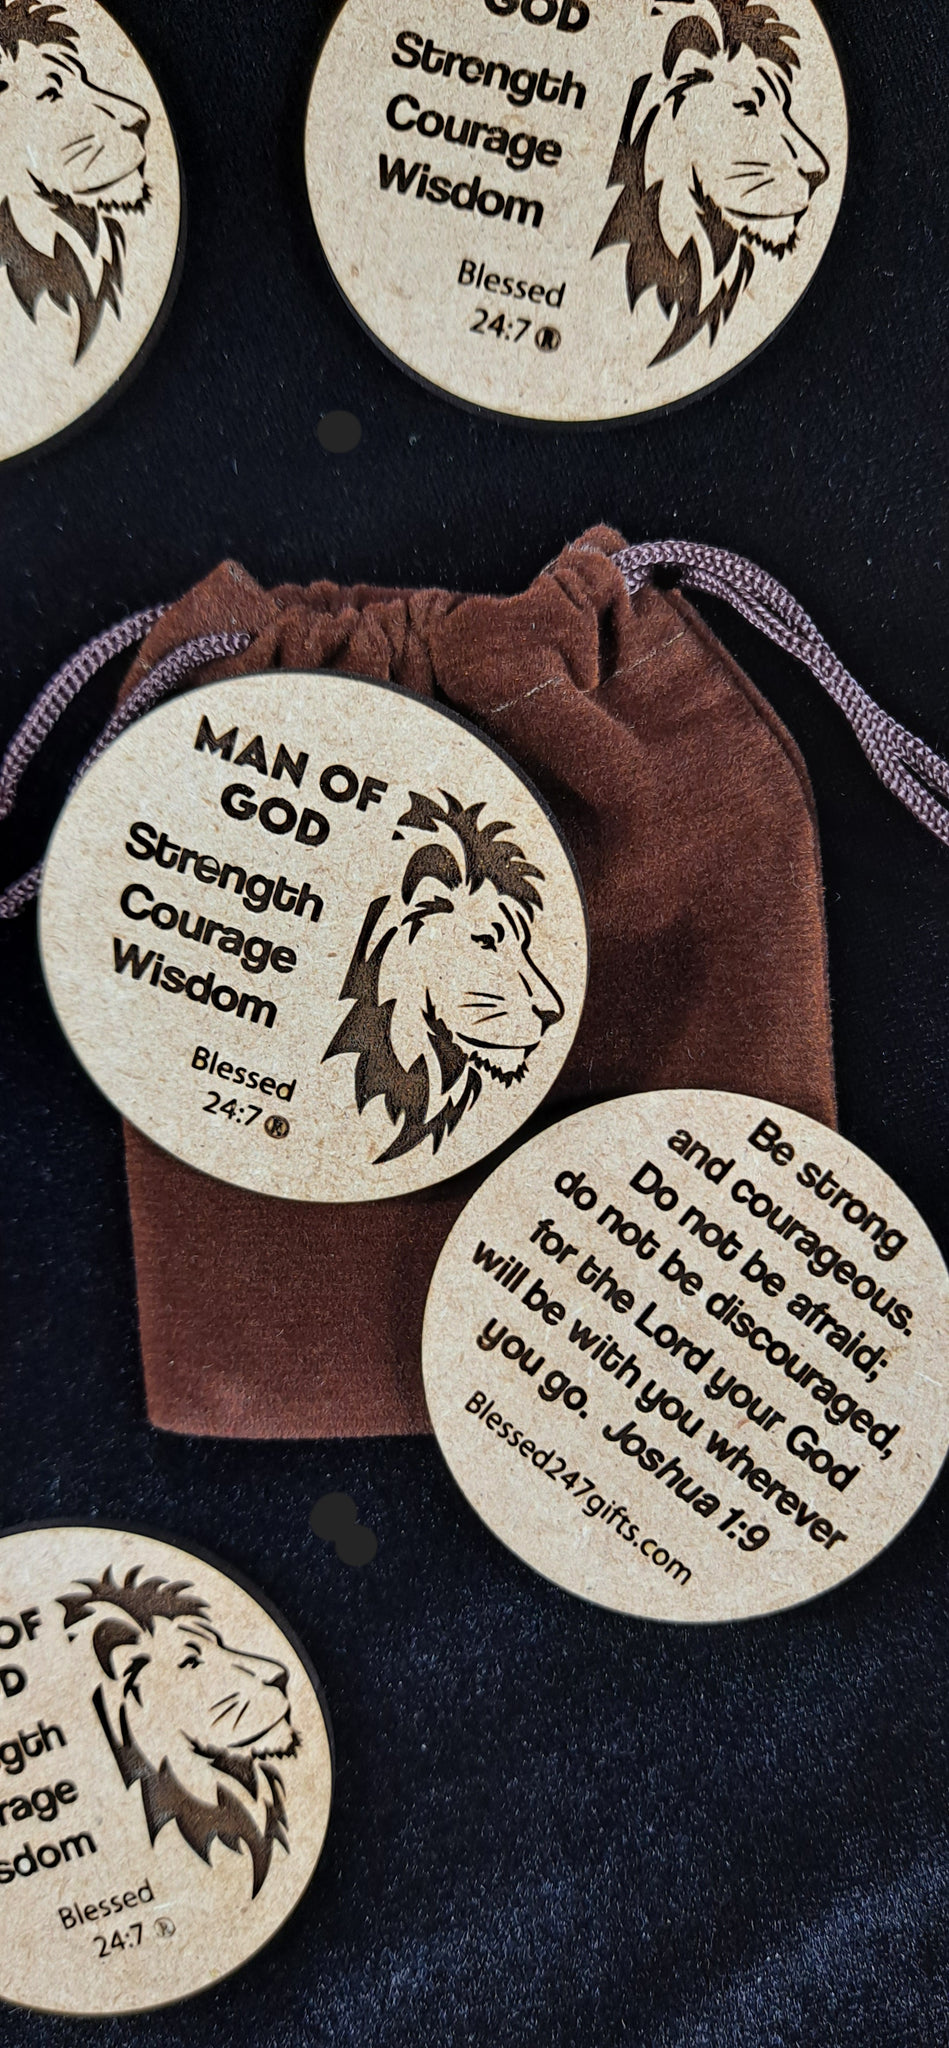 GOD
Strength
Courage
Wisdom
Blessed
24:7 ®
MAN OF
GOD
Strength
Courage
Wisdom
Blessed
24:7 ®
Be strong
and courageous.
Do not be afraid;
do not be discouraged,
for the Lord your God
will be with you wherever
you go. Joshua 1:9
Blessed247gifts.com
OF
D
gth
rage
sdom
Blessed
24:7 ®